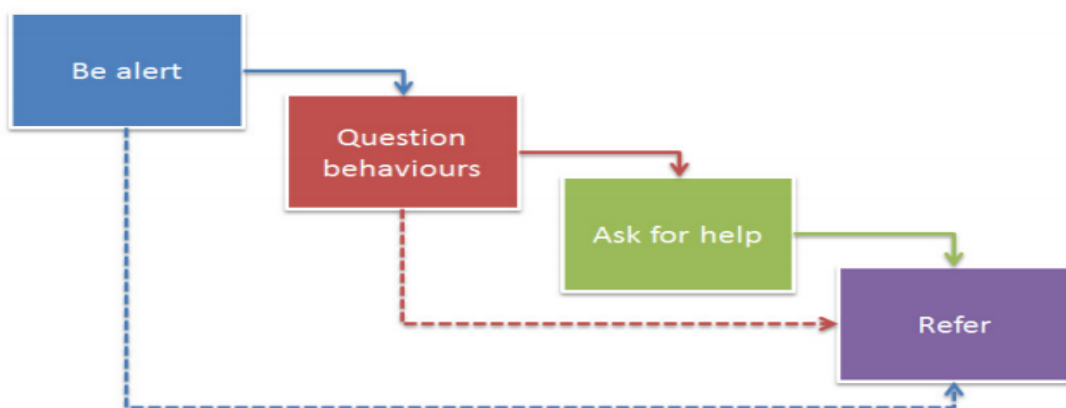 Be alert
Question
behaviours
Ask for help
Refer